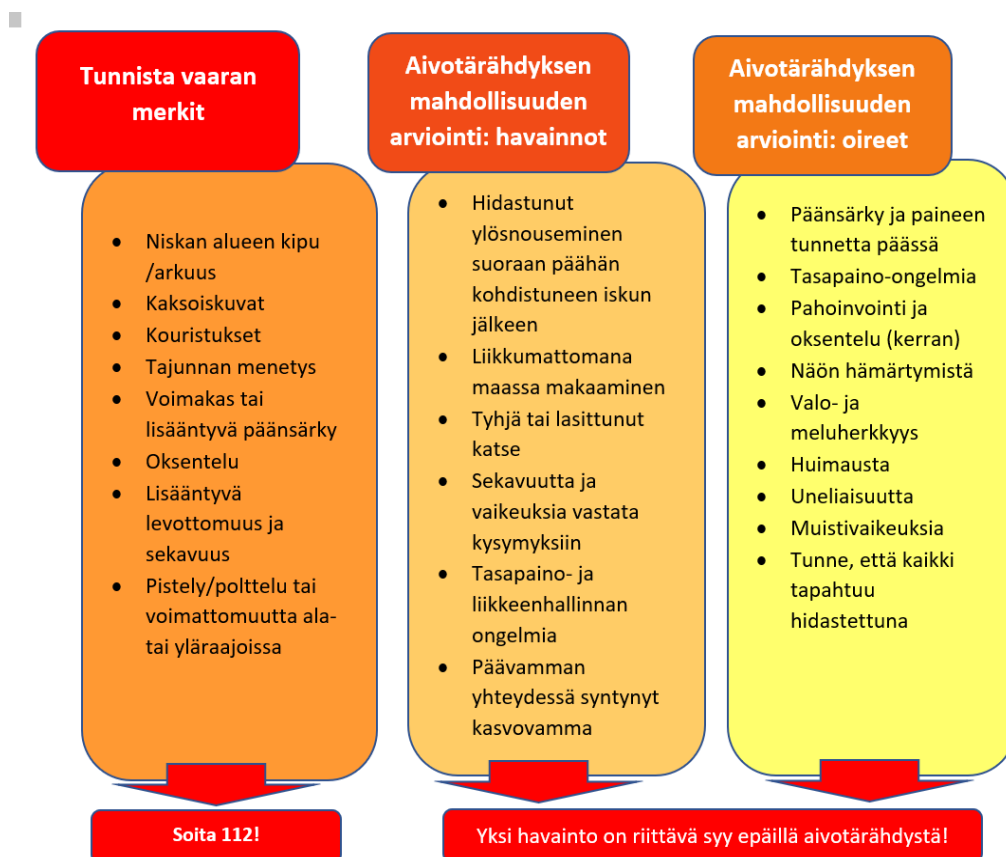 Tunnista vaaran
merkit
• Niskan alueen kipu
/arkuus
• Kaksoiskuvat
• Kouristukset
• Tajunnan menetys
• Voimakas tai
lisääntyvä päänsärky
• Oksentelu
• Lisääntyvä
levottomuus ja
sekavuus
• Pistely/polttelu tai
voimattomuutta ala-
tai yläraajoissa
Soita 112!
Aivotärähdyksen
mahdollisuuden
arviointi: havainnot
• Hidastunut
ylösnouseminen
suoraan päähän
kohdistuneen iskun
jälkeen
• Liikkumattomana
maassa makaaminen
• Tyhjä tai lasittunut
katse
• Sekavuutta ja
vaikeuksia vastata
kysymyksiin
• Tasapaino- ja
liikkeenhallinnan
ongelmia
• Päävamman
yhteydessä syntynyt
kasvovamma
Aivotärähdyksen
mahdollisuuden
arviointi: oireet
• Päänsärky ja paineen
tunnetta päässä
• Tasapaino-ongelmia
• Pahoinvointi ja
oksentelu (kerran)
• Näön hämärtymistä
• Valo- ja
meluherkkyys
• Huimausta
• Uneliaisuutta
• Muistivaikeuksia
• Tunne, että kaikki
tapahtuu
hidastettuna
Yksi havainto on riittävä syy epäillä aivotärähdystä!